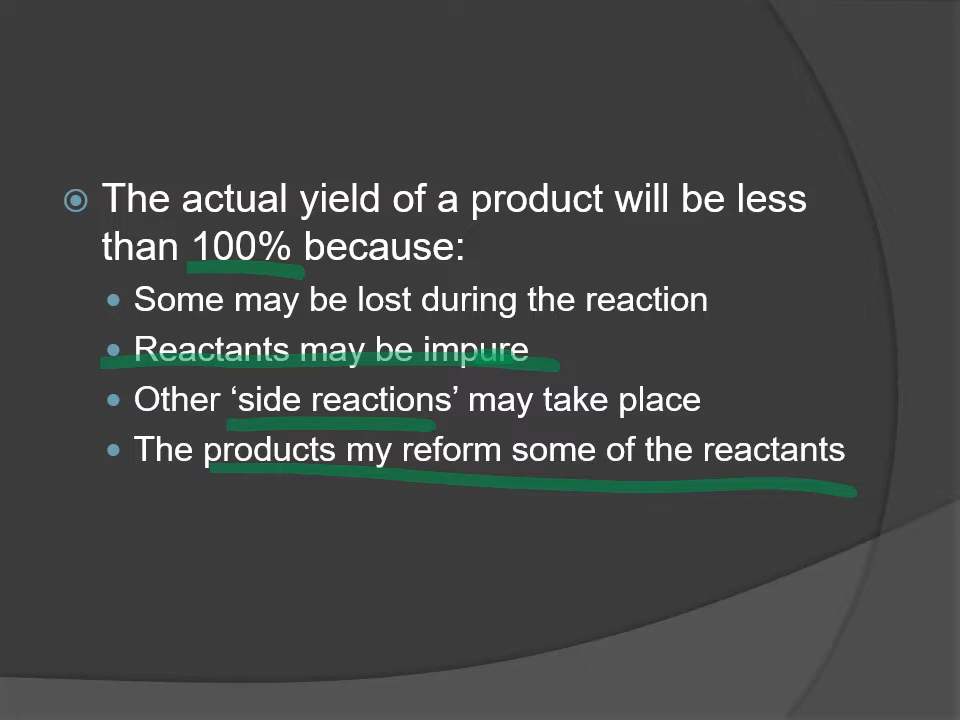 The actual yield of a product will be less
than 100% because:
Some may be lost during the reaction
Reactants may be impure
Other ‘side reactions’ may take place
The products my reform some of the reactants